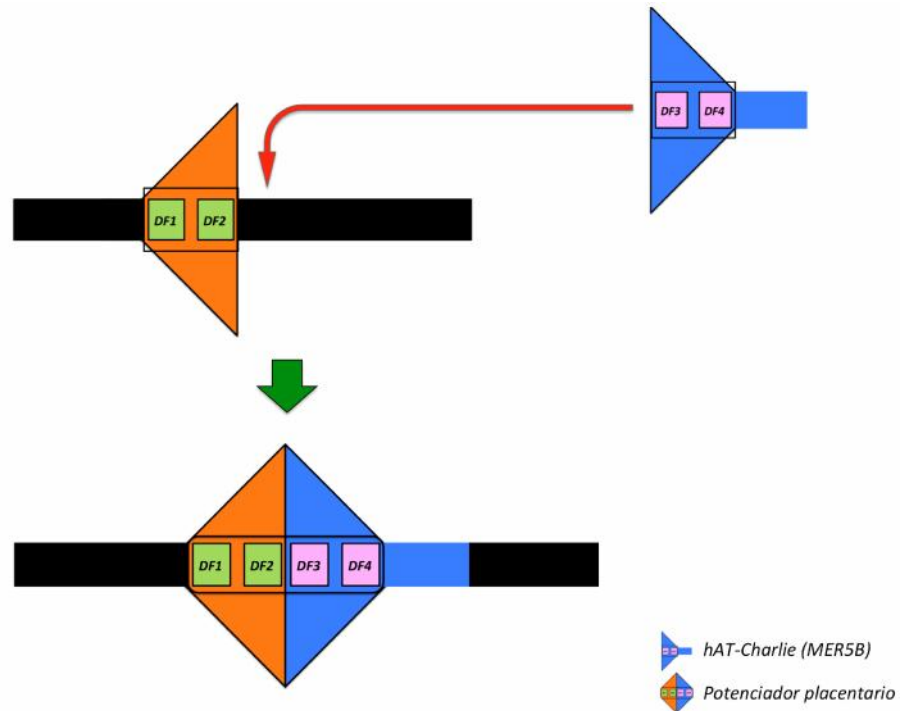 DF3 DF4
DF1 DF2
DF1 DF2 DF3 DF4
hAT-Charlie (MER5B)
Potenciador placentario